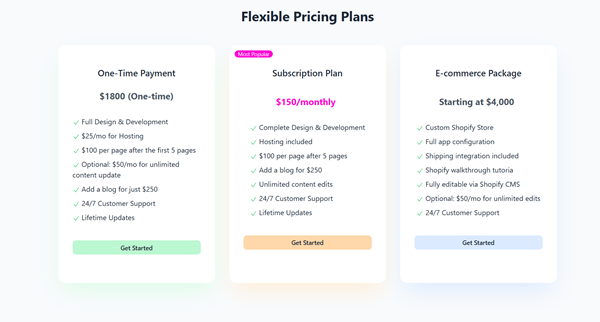 Flexible Pricing Plans
One-Time Payment
$1800 (One-time)
Full Design & Development
$25/mo for Hosting
$100 per page after the first 5 pages
Optional: $50/mo for unlimited
content update
Add a blog for just $250
24/7 Customer Support
Lifetime Updates
Get Started
Most Popular
Subscription Plan
$150/monthly
Complete Design & Development
Hosting included
$100 per page after 5 pages
Add a blog for $250
Unlimited content edits
24/7 Customer Support
Lifetime Updates
Get Started
E-commerce Package
Starting at $4,000
Custom Shopify Store
Full app configuration
Shipping integration included
Shopify walkthrough tutoria
Fully editable via Shopify CMS
Optional: $50/mo for unlimited edits
24/7 Customer Support
Get Started